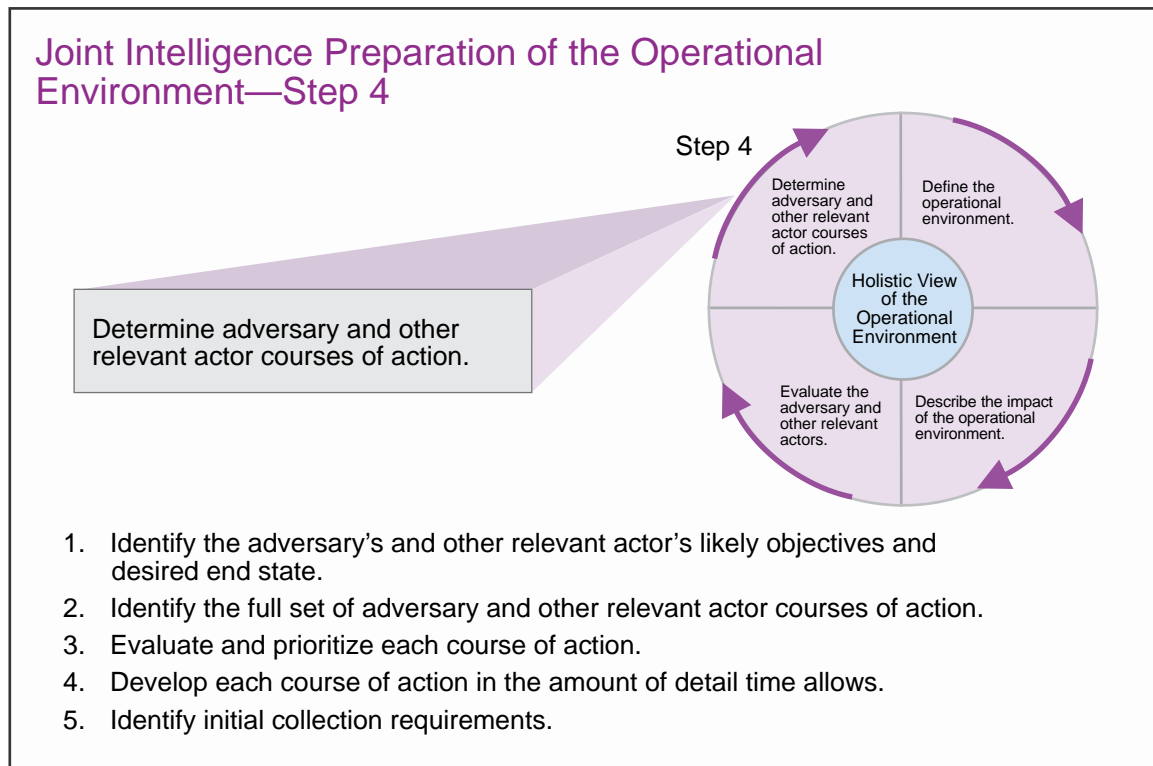 Joint Intelligence Preparation of the Operational
Environment—Step 4
Step 4
Determine
adversary and
other relevant
actor courses
of action.
Define the
operational
environment.
Holistic View
of the
Operational
Environment
Evaluate the
adversary and
other relevant
actors.
Describe the impact
of the operational
environment.
Determine adversary and other
relevant actor courses of action.
1. Identify the adversary’s and other relevant actor’s likely objectives and
desired end state.
2. Identify the full set of adversary and other relevant actor courses of action.
3. Evaluate and prioritize each course of action.
4. Develop each course of action in the amount of detail time allows.
5. Identify initial collection requirements.